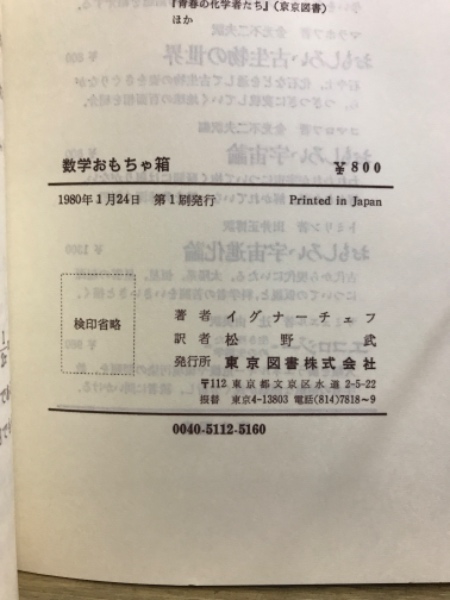 『青春の化学者たち』(東京図書)
ほか
数学おもちゃ箱 ¥800
1980年1月24日 第1刷発行 Printed in Japan
検印省略
著者 イグナーチェフ
訳者 松野武
発行所 東京図書株式会社
〒112 東京都文京区水道 2-5-22
振替 東京4-13803 電話(814)7818~9
0040-5112-5160